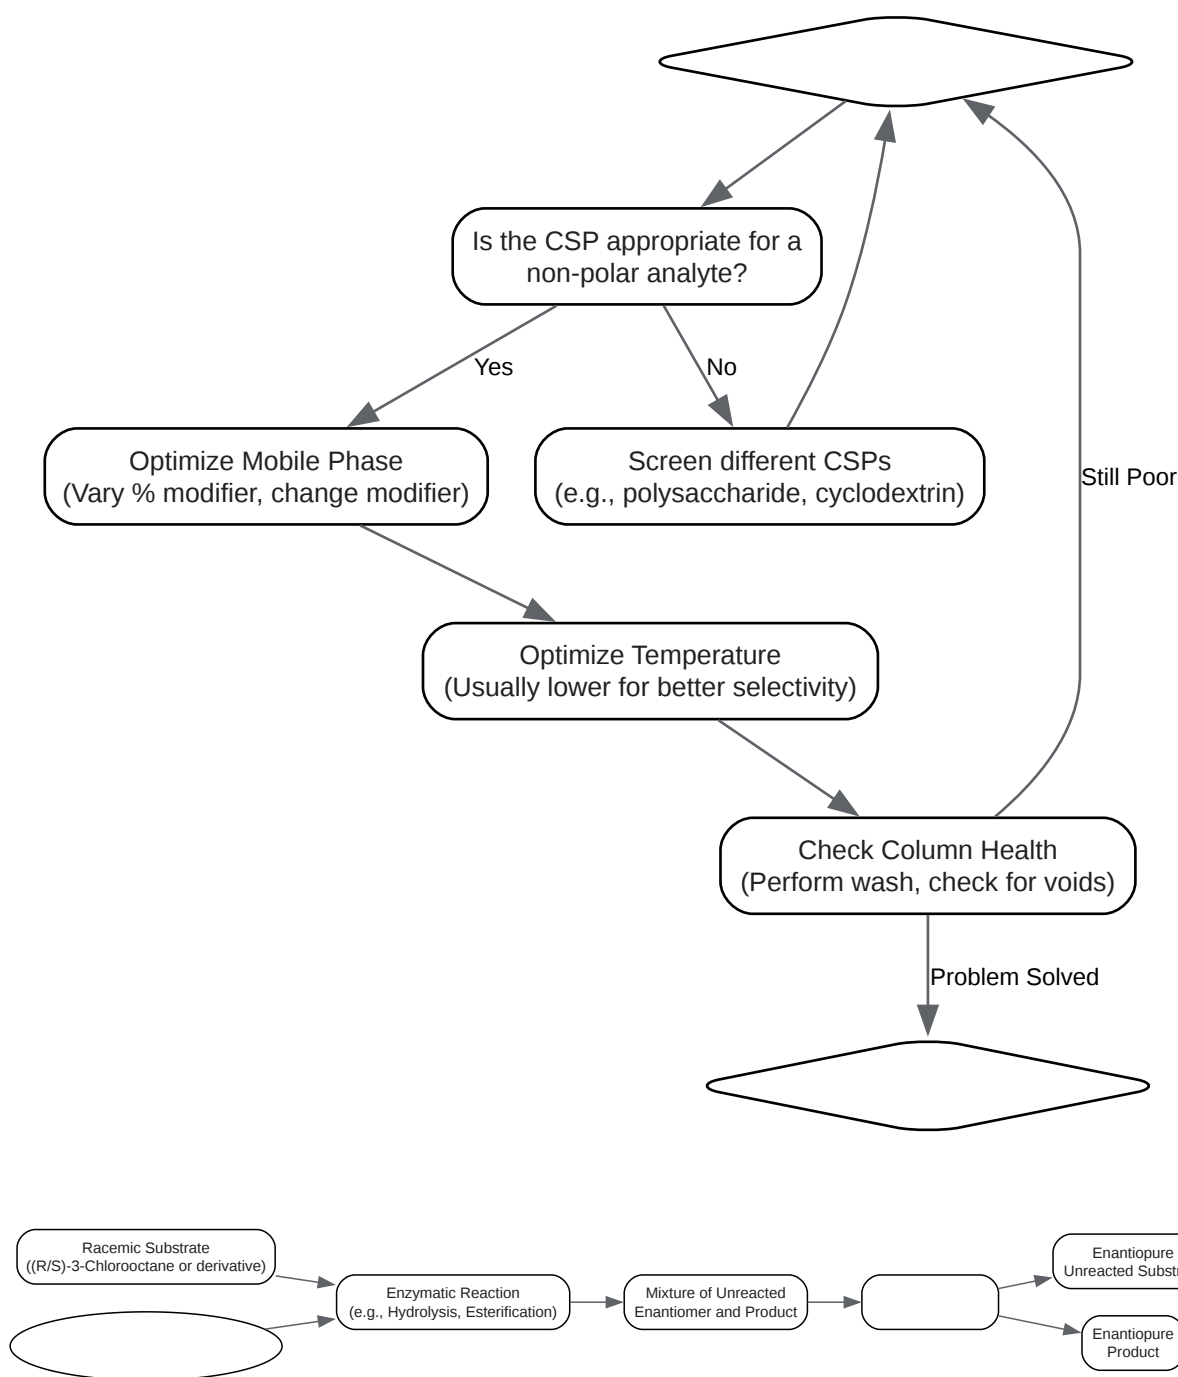 Is the CSP appropriate for a
non-polar analyte?
Yes
No
Optimize Mobile Phase
(Vary % modifier, change modifier)
Screen different CSPs
(e.g., polysaccharide, cyclodextrin)
Still Poor
Optimize Temperature
(Usually lower for better selectivity)
Check Column Health
(Perform wash, check for voids)
Problem Solved
Racemic Substrate
((R/S)-3-Chlorooctane or derivative)
Enzymatic Reaction
(e.g., Hydrolysis, Esterification)
Mixture of Unreacted
Enantiomer and Product
Enantiopure
Unreacted
Enantiopure
Product